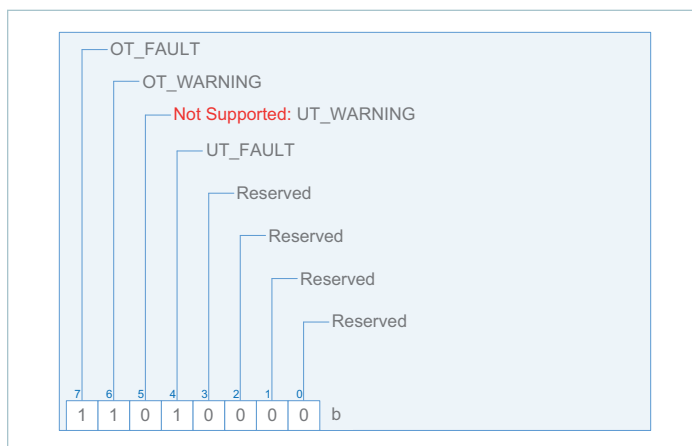 OT_FAULT
OT_WARNING
Not Supported: UT_WARNING
UT_FAULT
Reserved
Reserved
Reserved
Reserved
7 6 5 4 3 2 1 0
1 1 0 1 0 0 0 0 b